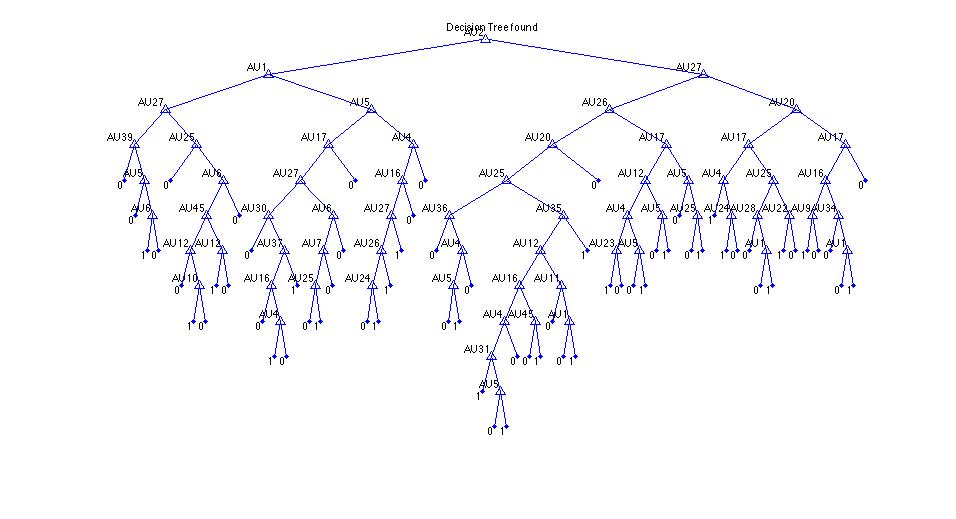 Decision Tree found
AU2
AU1 AU27
AU27 AU5 AU26 AU20
AU39 AU25 AU17 AU4 AU20 AU17 AU17 AU17
0 AU9 0 AU6 AU27 0 AU16 0 AU25 0 AU12 AU5 AU4 AU25 AU16 0
0 AU6 AU45 0 AU30 AU6 AU27 0 AU36 AU35 AU4 AU5 0 AU25 1 AU24 AU28 AU22 AU9 AU34
1 0 AU12 AU12 0 AU37 AU7 0 AU26 1 0 AU4 AU12 1 AU23 AU5 0 1 0 1 1 0 0 AU1 1 0 1 0 0 AU1
0 AU10 1 0 AU16 1 AU25 0 AU24 0 AU5 0 AU16 AU11 1 0 0 1 0 1 0 1
1 0 0 AU4 0 1 0 1 0 1 AU4 AU45 0 AU1
1 0 AU31 0 0 1 0 1
1 AU5
0 1